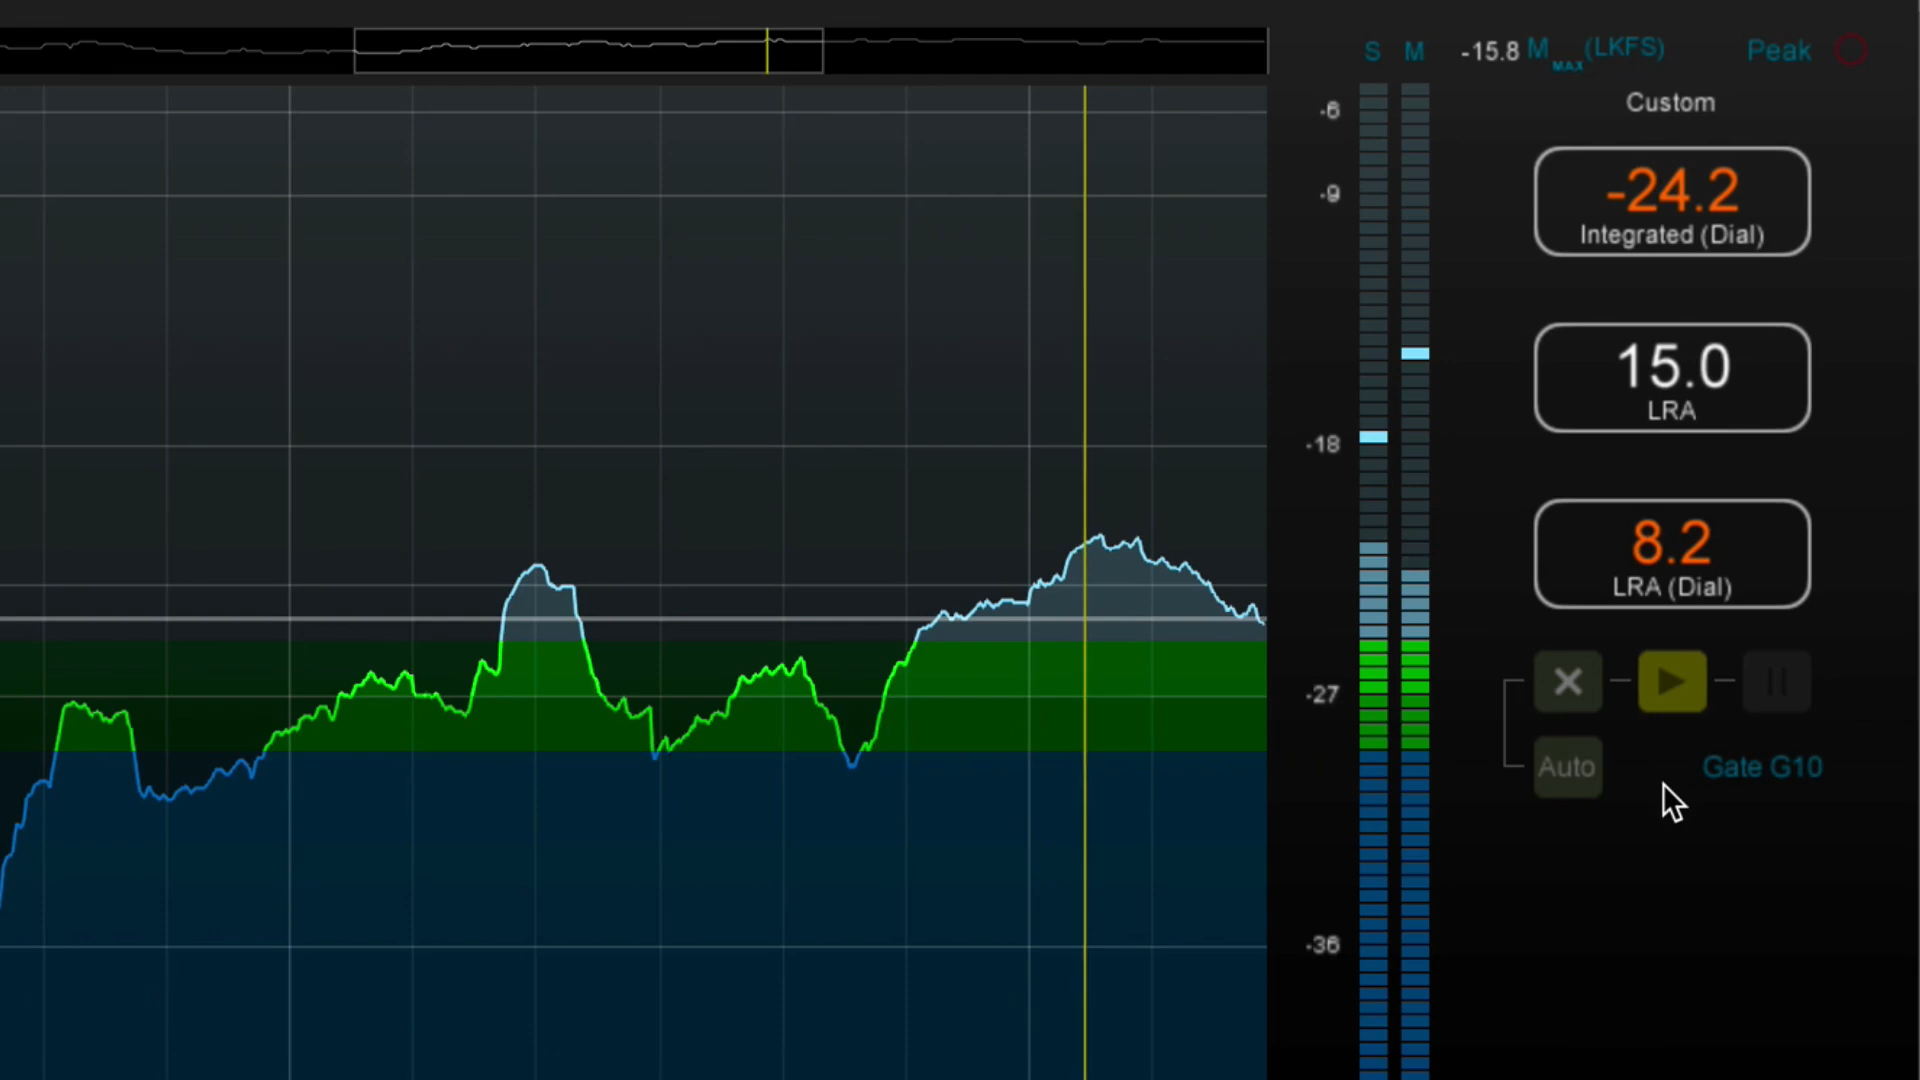 S M -15.8 M MAX (LKFS) Peak
Custom
-6
-9
-18
-27
-36
-24.2
Integrated (Dial)
15.0
LRA
8.2
LRA (Dial)
Auto
Gate G10